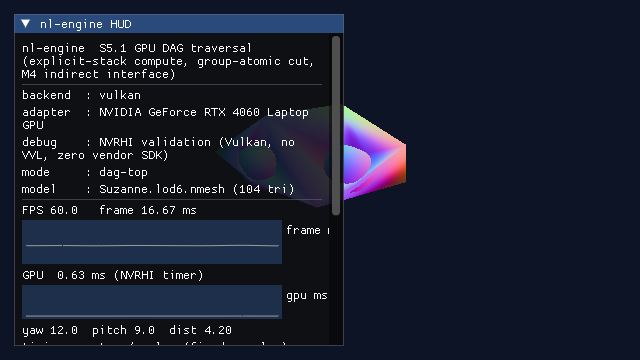 nl-engine HUD
nl-engine  S5.1 GPU DAG traversal
(explicit-stack compute, group-atomic cut,
M4 indirect interface)
backend  : vulkan
adapter  : NVIDIA GeForce RTX 4060 Laptop
GPU
debug    : NVRHI validation (Vulkan, no
VVL, zero vendor SDK)
mode     : dag-top
model    : Suzanne.lod6.nmesh (104 tri)
FPS 60.0   frame 16.67 ms
frame
GPU  0.63 ms (NVRHI timer)
gpu ms
yaw 12.0  pitch 9.0  dist 4.20